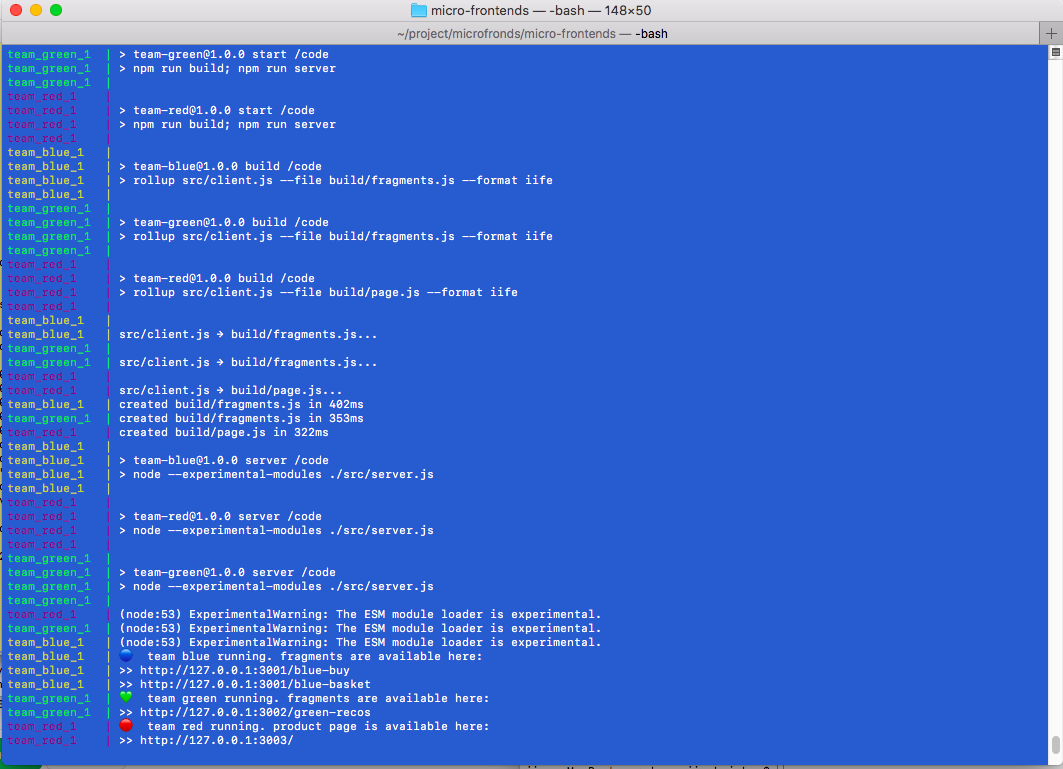 micro-frontends — -bash — 148×50
~/project/microfronds/micro-frontends — -bash
team_green_1 | > team-green@1.0.0 start /code
team_green_1 | > npm run build; npm run server
team_green_1 |
team_red_1 |
team_red_1 | > team-red@1.0.0 start /code
team_red_1 | > npm run build; npm run server
team_red_1 |
team_blue_1 |
team_blue_1 | > team-blue@1.0.0 build /code
team_blue_1 | > rollup src/client.js --file build/fragments.js --format iife
team_blue_1 |
team_green_1 |
team_green_1 | > team-green@1.0.0 build /code
team_green_1 | > rollup src/client.js --file build/fragments.js --format iife
team_green_1 |
team_red_1 |
team_red_1 | > team-red@1.0.0 build /code
team_red_1 | > rollup src/client.js --file build/page.js --format iife
team_red_1 |
team_blue_1 |
team_blue_1 | src/client.js → build/fragments.js...
team_green_1 |
team_green_1 | src/client.js → build/fragments.js...
team_red_1 |
team_red_1 | src/client.js → build/page.js...
team_blue_1 | created build/fragments.js in 402ms
team_green_1 | created build/fragments.js in 353ms
team_red_1 | created build/page.js in 322ms
team_blue_1 |
team_blue_1 | > team-blue@1.0.0 server /code
team_blue_1 | > node --experimental-modules ./src/server.js
team_blue_1 |
team_red_1 |
team_red_1 | > team-red@1.0.0 server /code
team_red_1 | > node --experimental-modules ./src/server.js
team_red_1 |
team_green_1 |
team_green_1 | > team-green@1.0.0 server /code
team_green_1 | > node --experimental-modules ./src/server.js
team_green_1 |
team_red_1 | (node:53) ExperimentalWarning: The ESM module loader is experimental.
team_green_1 | (node:53) ExperimentalWarning: The ESM module loader is experimental.
team_blue_1 | (node:53) ExperimentalWarning: The ESM module loader is experimental.
team_blue_1 | 🔵 team blue running. fragments are available here:
team_blue_1 | >> http://127.0.0.1:3001/blue-buy
team_blue_1 | >> http://127.0.0.1:3001/blue-basket
team_green_1 | 💚 team green running. fragments are available here:
team_green_1 | >> http://127.0.0.1:3002/green-recos
team_red_1 | 🔴 team red running. product page is available here:
team_red_1 | >> http://127.0.0.1:3003/